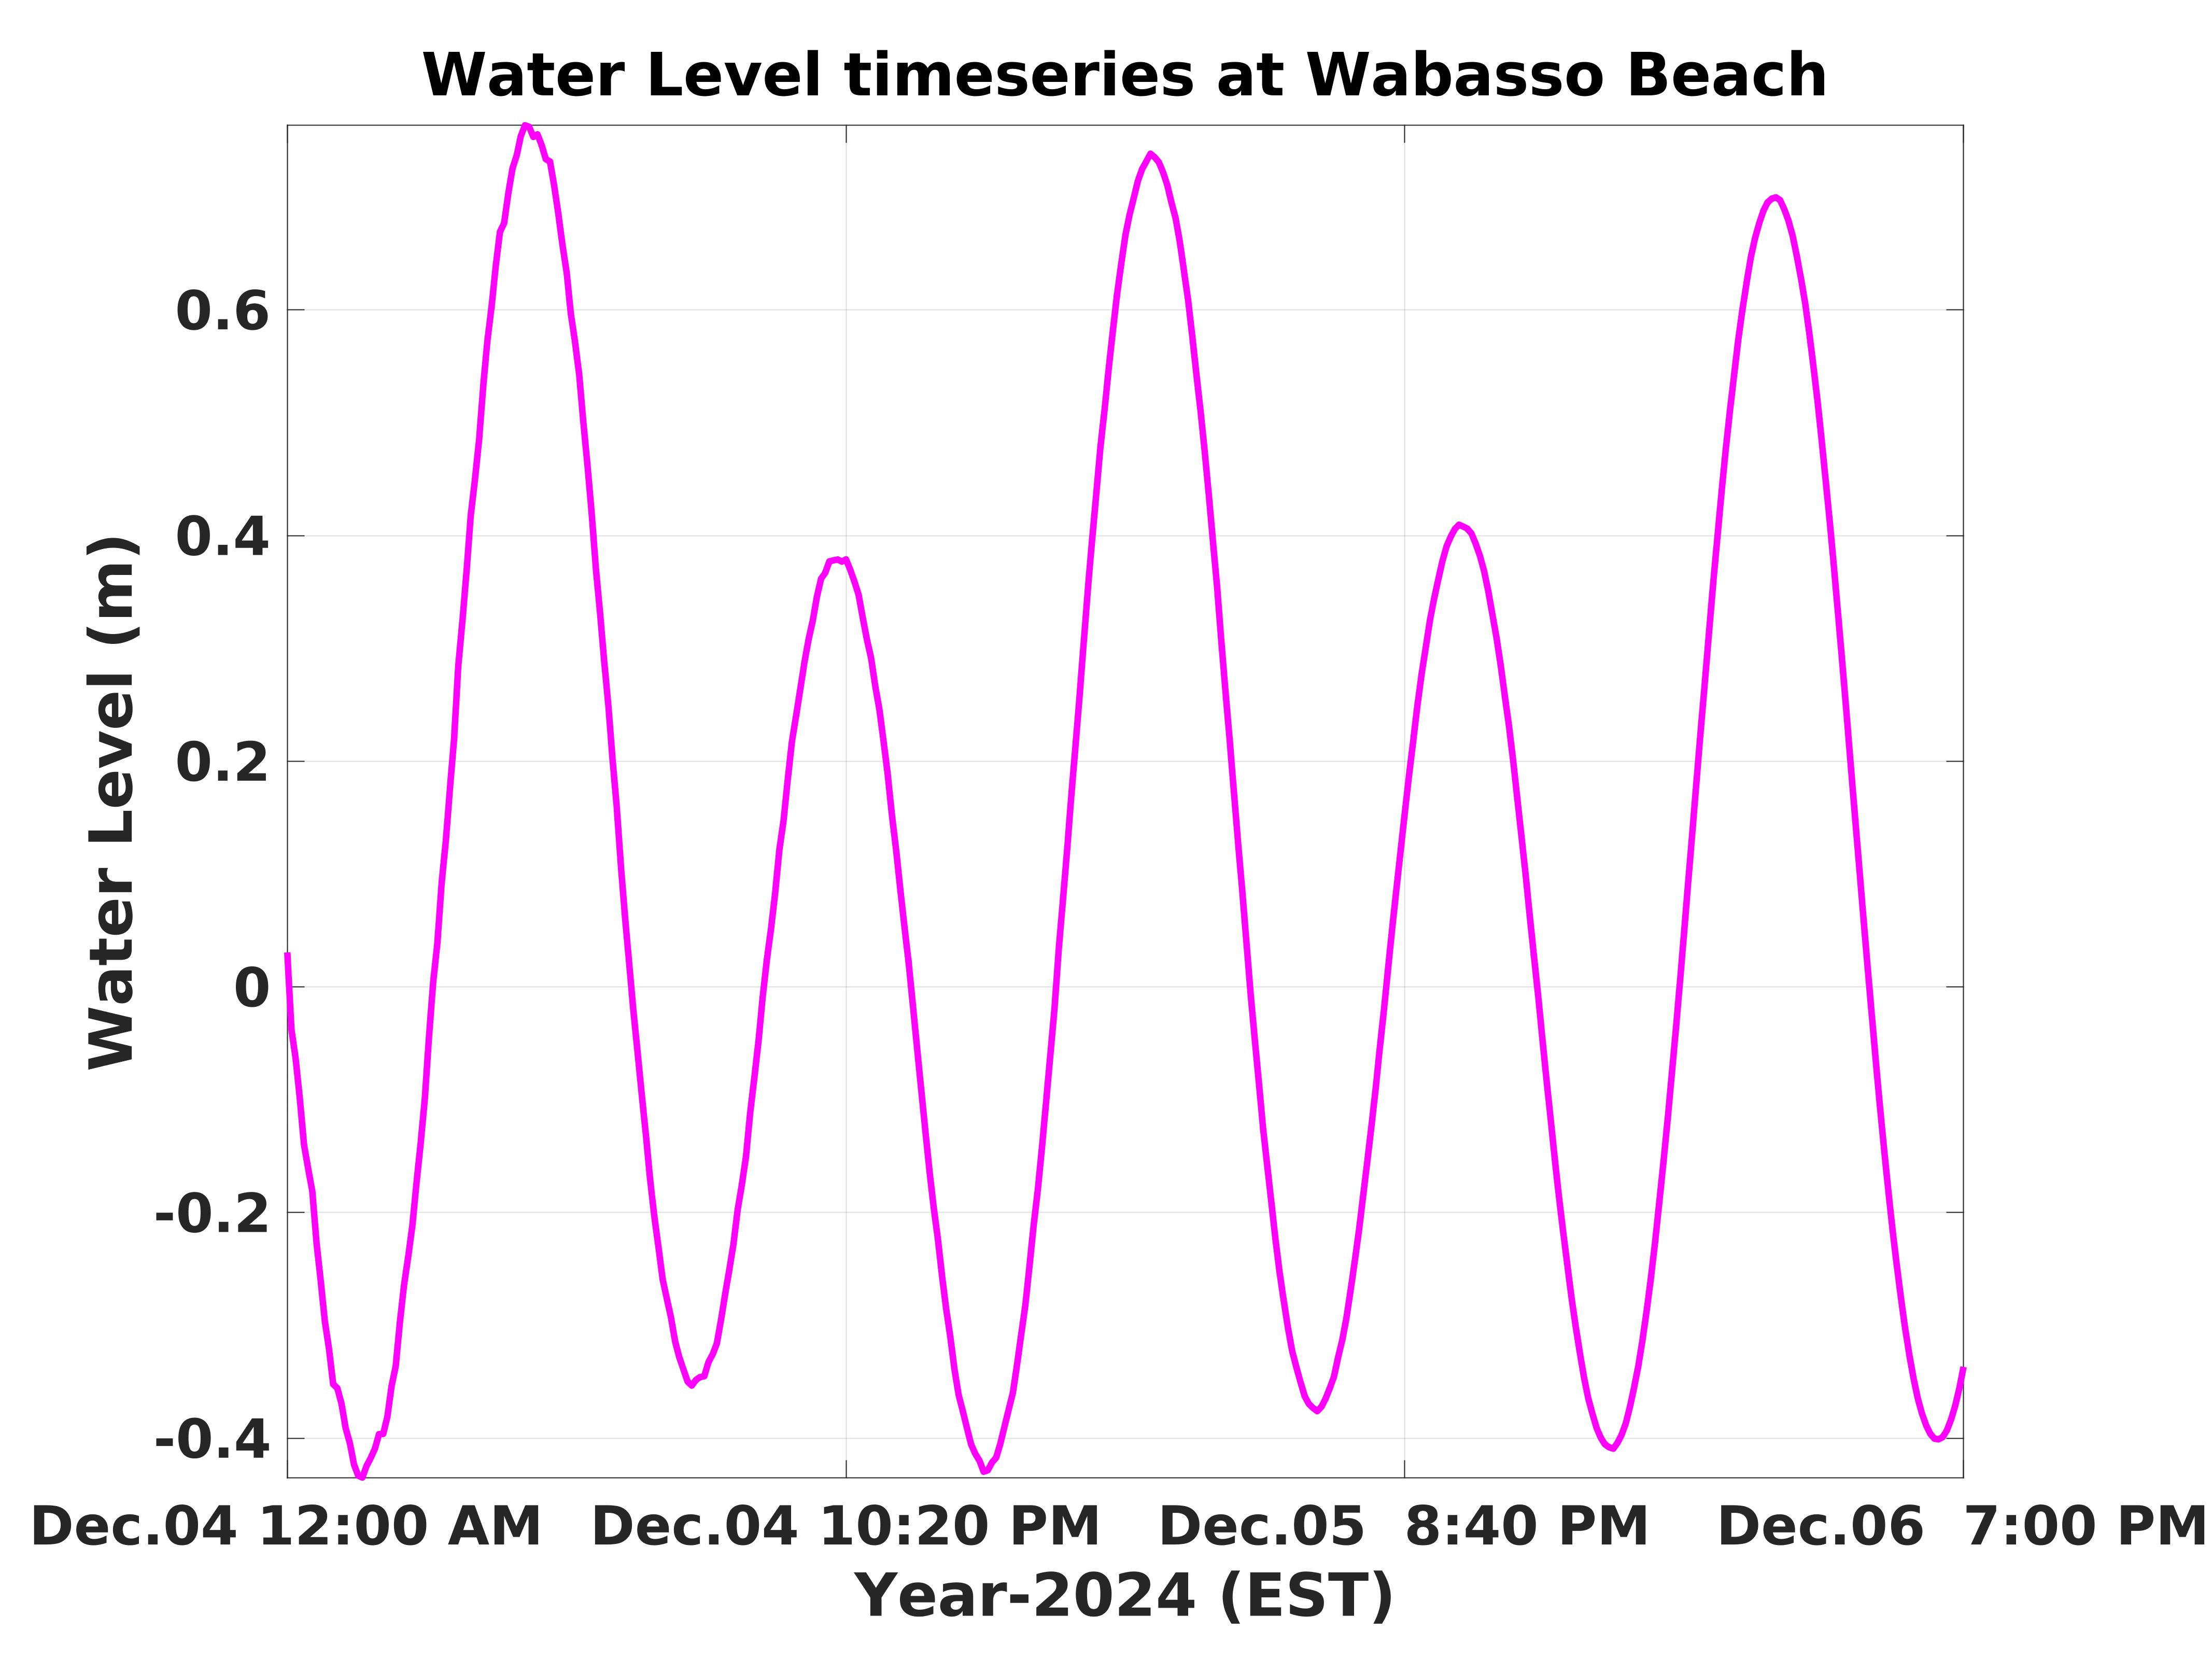 Water Level timeseries at Wabasso Beach
Water Level (m)
0.6
0.4
0.2
0
-0.2
-0.4
Dec.04 12:00 AM Dec.04 10:20 PM Dec.05 8:40 PM Dec.06 7:00 PM
Year-2024 (EST)